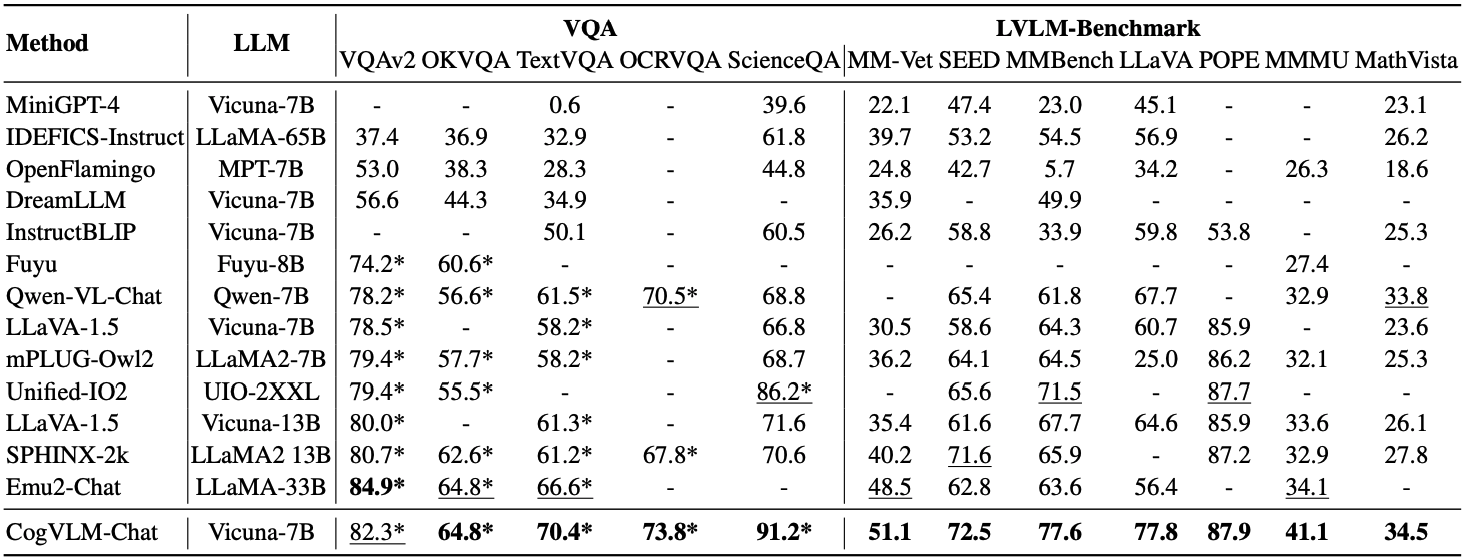 Method LLM VQA LVLM-Benchmark
VQAv2 OKVQA TextVQA OCRVQA ScienceQA MM-Vet SEED MMBench LLaVA POPE MMMU MathVista
MiniGPT-4 Vicuna-7B - - 0.6 - 39.6 22.1 47.4 23.0 45.1 - - 23.1
IDEFICS-Instruct LLaMA-65B 37.4 36.9 32.9 - 61.8 39.7 53.2 54.5 56.9 - - 26.2
OpenFlamingo MPT-7B 53.0 38.3 28.3 - 44.8 24.8 42.7 5.7 34.2 - 26.3 18.6
DreamLLM Vicuna-7B 56.6 44.3 34.9 - - 35.9 - 49.9 - - - -
InstructBLIP Vicuna-7B - - 50.1 - 60.5 26.2 58.8 33.9 59.8 53.8 - 25.3
Fuyu Fuyu-8B 74.2* 60.6* - - - - - - - - 27.4 -
Qwen-VL-Chat Qwen-7B 78.2* 56.6* 61.5* 70.5* 68.8 - 65.4 61.8 67.7 - 32.9 33.8
LLaVA-1.5 Vicuna-7B 78.5* - 58.2* - 66.8 30.5 58.6 64.3 60.7 85.9 - 23.6
mPLUG-Owl2 LLaMA2-7B 79.4* 57.7* 58.2* - 68.7 36.2 64.1 64.5 25.0 86.2 32.1 25.3
Unified-IO2 UIO-2XXL 79.4* 55.5* - - 86.2* - 65.6 71.5 - 87.7 - -
LLaVA-1.5 Vicuna-13B 80.0* - 61.3* - 71.6 35.4 61.6 67.7 64.6 85.9 33.6 26.1
SPHINX-2k LLaMA2 13B 80.7* 62.6* 61.2* 67.8* 70.6 40.2 71.6 65.9 - 87.2 32.9 27.8
Emu2-Chat LLaMA-33B 84.9* 64.8* 66.6* - - 48.5 62.8 63.6 56.4 - 34.1 -
CogVLM-Chat Vicuna-7B 82.3* 64.8* 70.4* 73.8* 91.2* 51.1 72.5 77.6 77.8 87.9 41.1 34.5